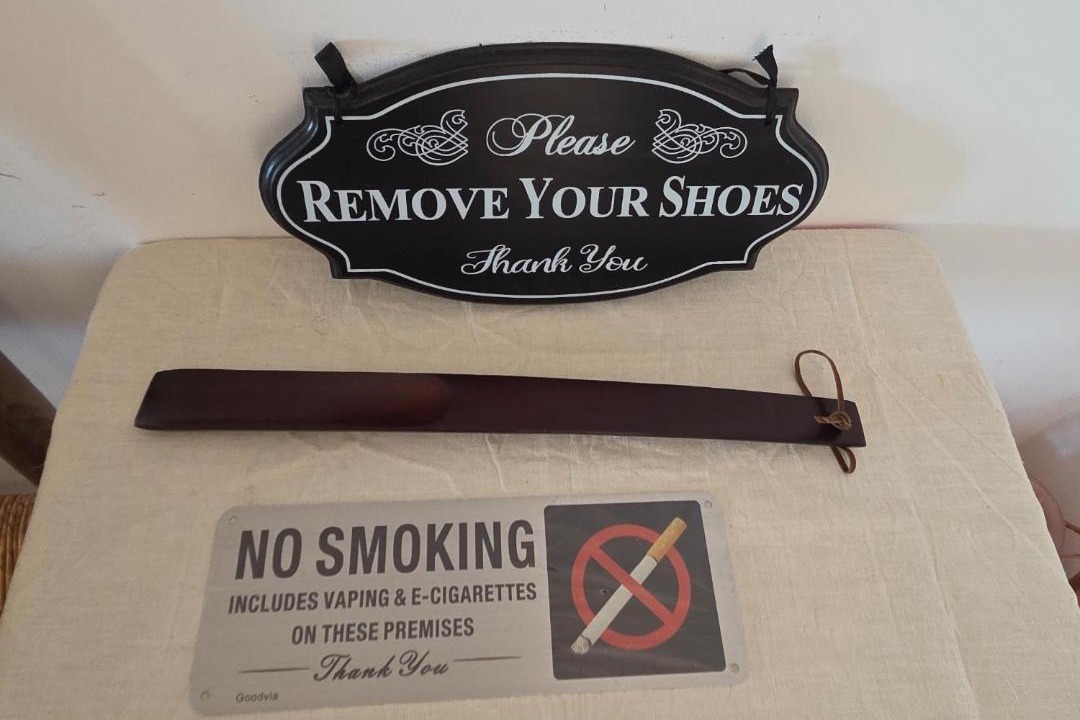 Please
REMOVE YOUR SHOES
Thank You
NO SMOKING
INCLUDES VAPING & E-CIGARETTES
ON THESE PREMISES
Thank You
Goodvia